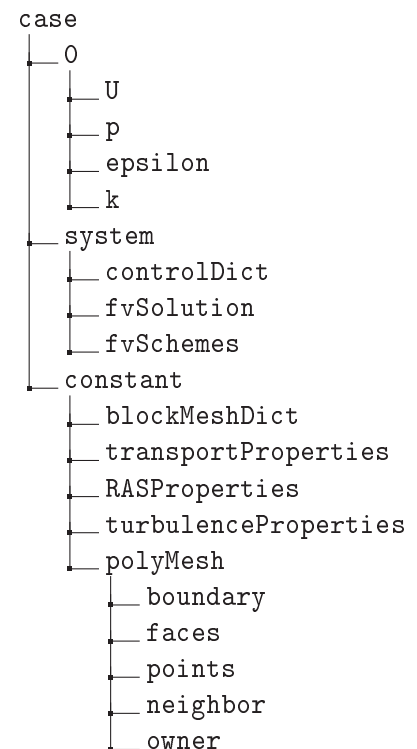 case
0
U
p
epsilon
k
system
controlDict
fvSolution
fvSchemes
constant
blockMeshDict
transportProperties
RASProperties
turbulenceProperties
polyMesh
boundary
faces
points
neighbor
owner